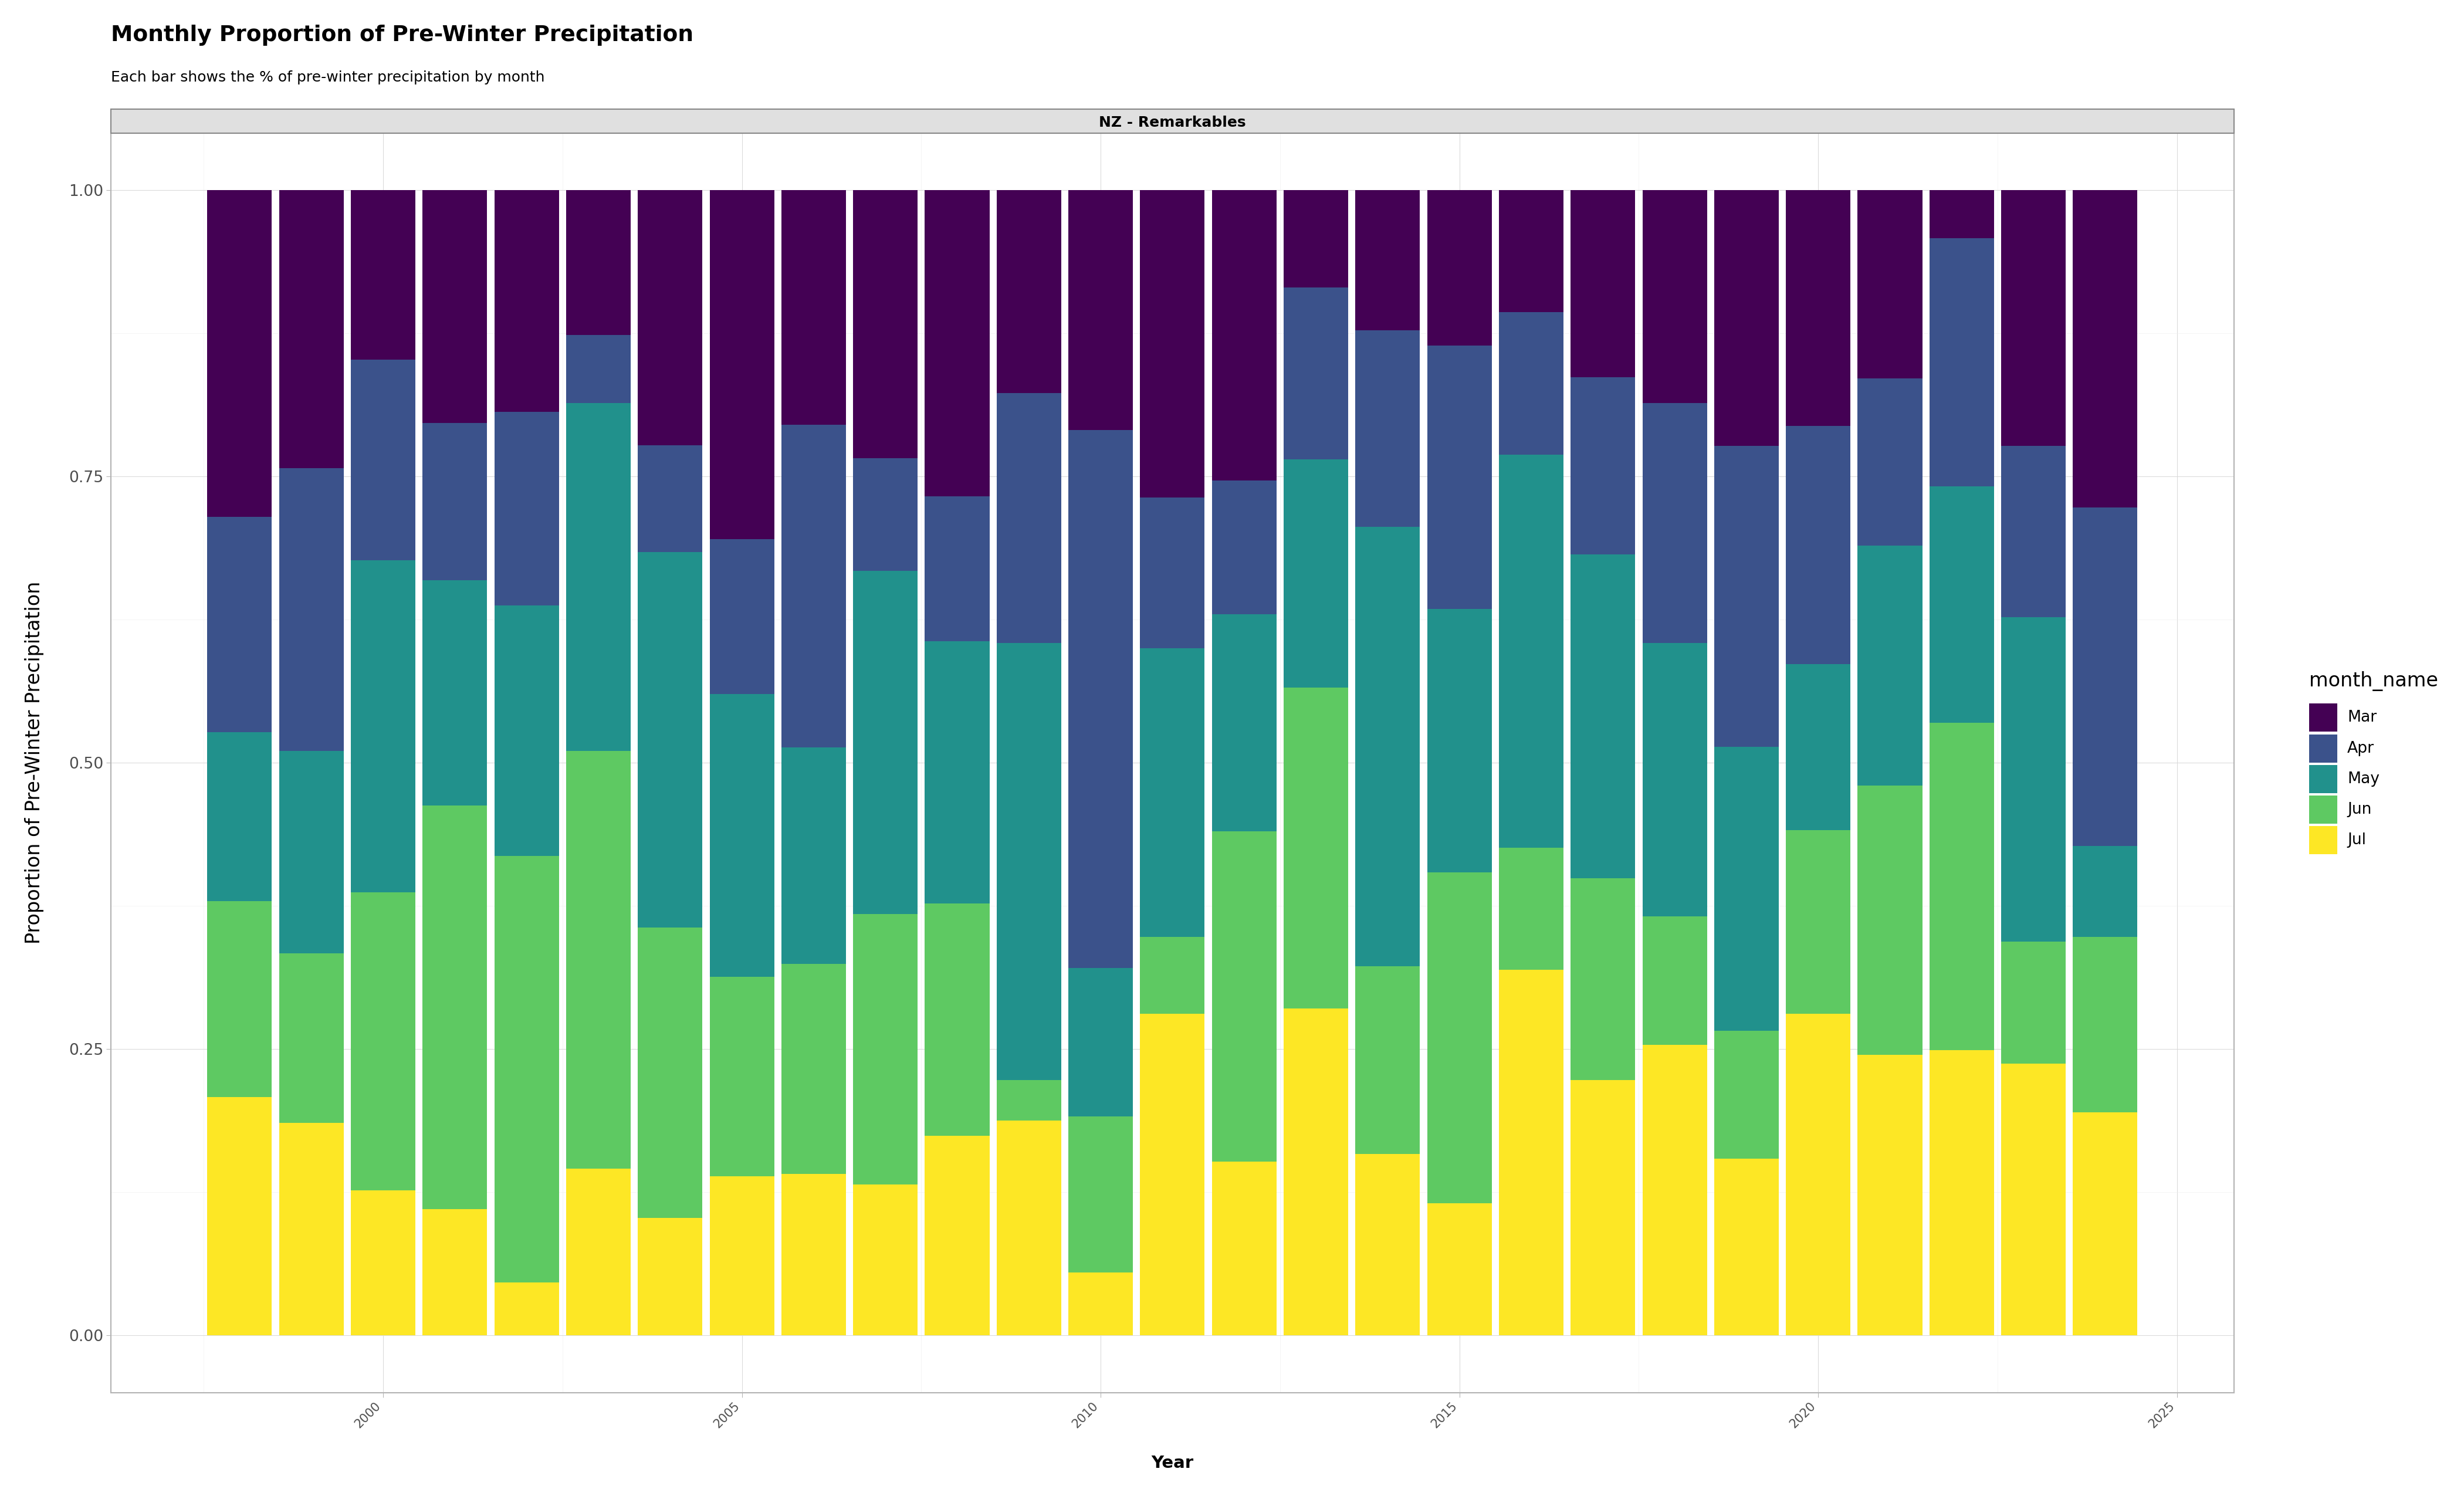 Monthly Proportion of Pre-Winter Precipitation
Each bar shows the % of pre-winter precipitation by month
NZ - Remarkables
Proportion of Pre-Winter Precipitation
1.00
0.75
0.50
0.25
0.00
2000
2005
2010
2015
2020
2025
Year
month_name
Mar
Apr
May
Jun
Jul